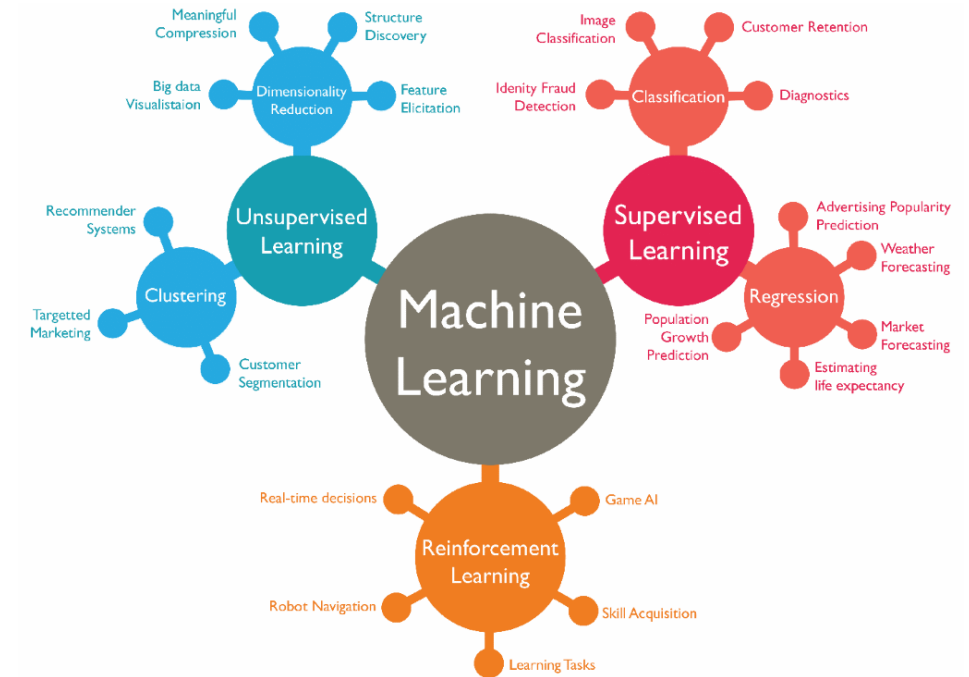 Meaningful
Compression
Structure
Discovery
Big data
Visualistaion
Dimensionality
Reduction
Feature
Elicitation
Image
Classification
Customer Retention
Idenity Fraud
Detection
Classification
Diagnostics
Recommender
Systems
Unsupervised
Learning
Supervised
Learning
Advertising Popularity
Prediction
Weather
Forecasting
Clustering
Machine
Learning
Regression
Targetted
Marketing
Population
Growth
Prediction
Market
Forecasting
Customer
Segmentation
Estimating
life expectancy
Real-time decisions
Game AI
Reinforcement
Learning
Robot Navigation
Skill Acquisition
Learning Tasks